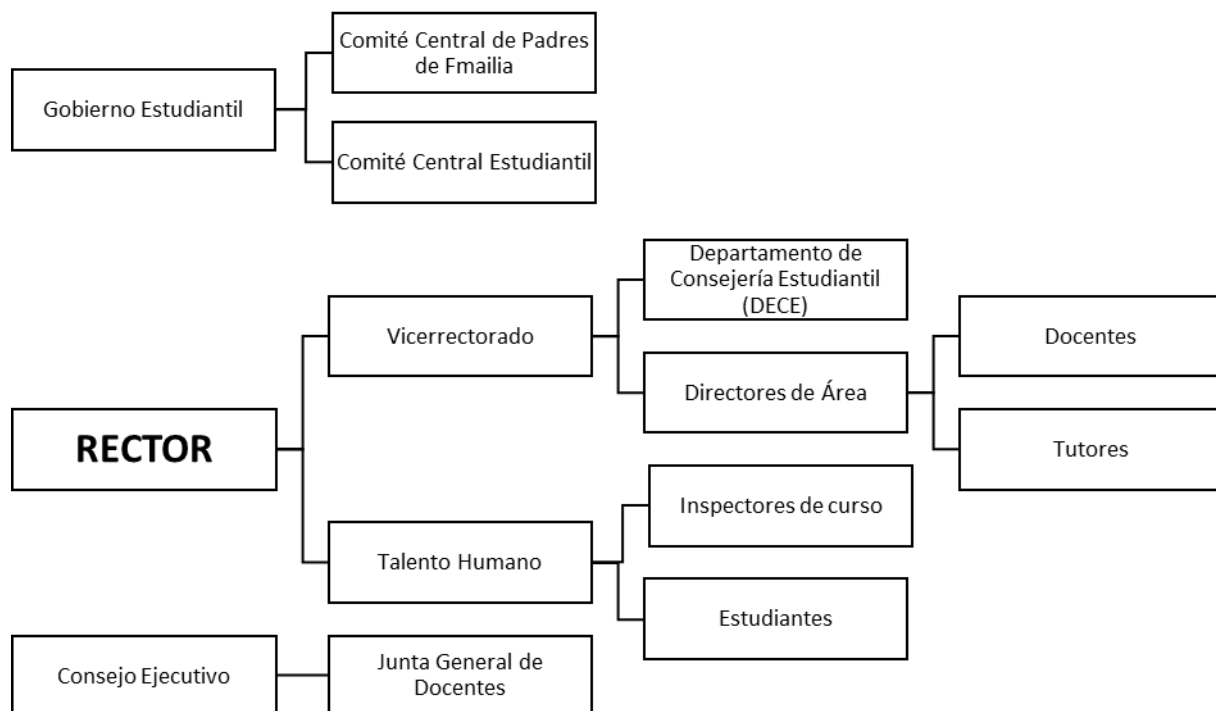 Comité Central de Padres
de Fmailia
Gobierno Estudiantil
Comité Central Estudiantil
Departamento de
Consejería Estudiantil
(DECE)
Vicerrectorado
Docentes
Directores de Área
RECTOR
Tutores
Inspectores de curso
Talento Humano
Estudiantes
Consejo Ejecutivo
Junta General de
Docentes